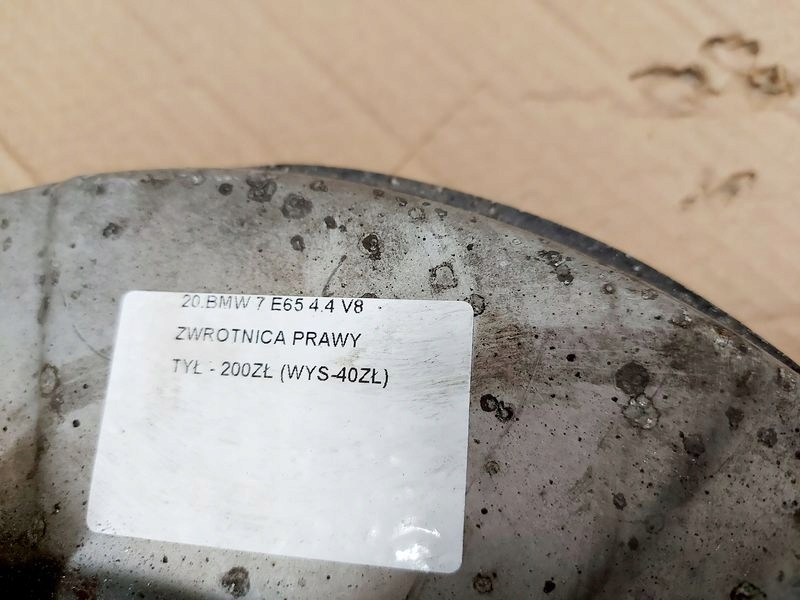 20.BMW 7 E65 4.4 V8
ZWROTNICA PRAWY
TYŁ - 200ZŁ (WYS-40ZŁ)